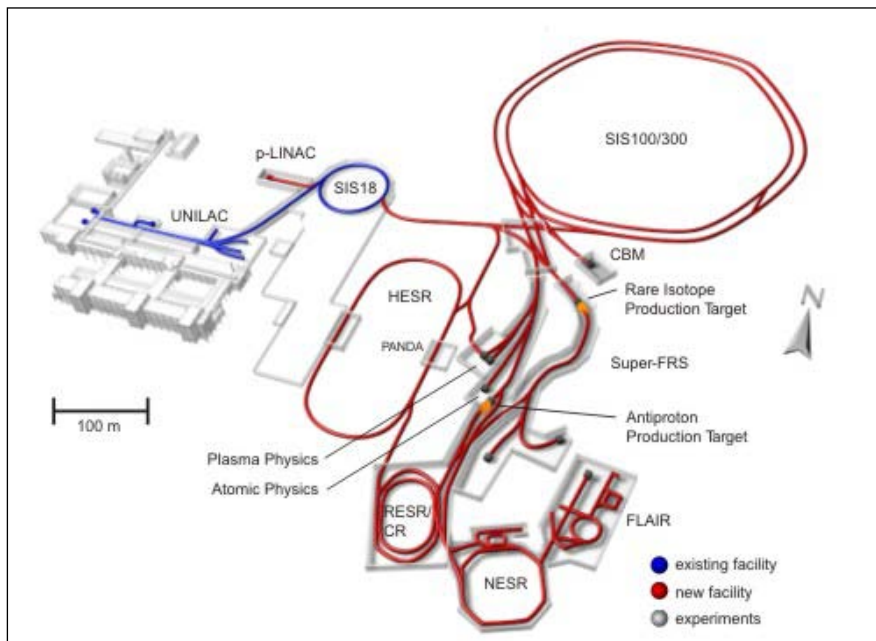 SIS100/300
p-LINAC
SIS18
UNILAC
CBM
N
HESR
Rare Isotope
Production Target
PANDA
Super-FRS
100 m
Antiproton
Production Target
Plasma Physics
Atomic Physics
RESR/
CR
FLAIR
NESR
existing facility
new facility
experiments